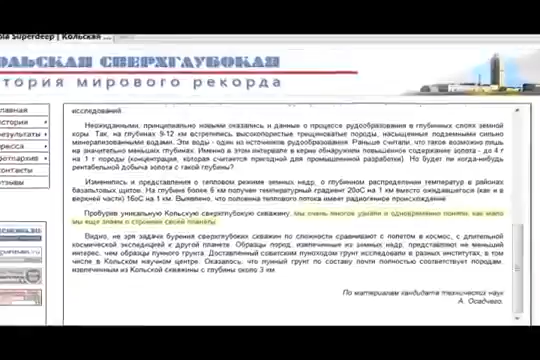 Superdeep | Кольская ...
ОЛЬСКАЯ СВЕРХГЛУБОКАЯ
тория мирового рекорда
главная
истории
результаты
пресса
фотоархив
контакты
отзывы
исследований.
Неожиданными, принципиально новыми оказались и данные о процессе рудообразования в глубинных слоях земной
коры. Так, на глубинах 9-12 км встретились высокопористые трещиноватые породы, насыщенные подземными сильно
минерализованными водами. Эти воды - один из источников рудообразования. Раньше считали, что такое возможно лишь
на значительно меньших глубинах. Именно в этом интервале в керне обнаружили повышенное содержание золота - до 4 г
на 1 т породы (концентрация, которая считается пригодной для промышленной разработки). Но будет ли когда-нибудь
рентабельной добыча золота с такой глубины?
Изменились и представления о тепловом режиме земных недр, о глубинном распределении температур в районах
базальтовых щитов. На глубине более 6 км получен температурный градиент 20оС на 1 км вместо ожидавшегося (как и в
верхней части) 16оС на 1 км. Выявлено, что половина теплового потока имеет радиогенное происхождение.
Пробурив уникальную Кольскую сверхглубокую скважину, мы очень многое узнали и одновременно поняли, как мало
мы еще знаем о строении своей планеты.
Видно, не зря задачи бурения сверхглубоких скважин по сложности сравнивают с полетом в космос, с длительной
космической экспедицией к другой планете. Образцы пород, извлеченные из земных недр, представляют не меньший
интерес, чем образцы лунного грунта. Доставленный советским луноходом грунт исследовали в разных институтах, в том
числе в Кольском научном центре. Оказалось, что лунный грунт по составу почти полностью соответствует породам,
извлеченным из Кольской скважины с глубины около 3 км.
По материалам кандидата технических наук
А. Осадчего.